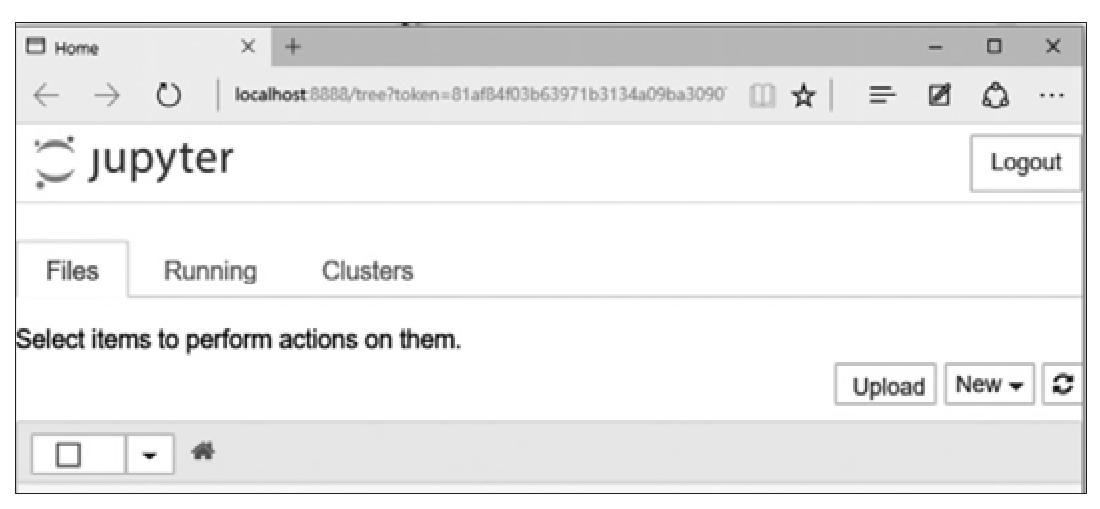 Home
localhost:8888/tree?token=81af84f03b63971b3134a09ba3090
jupyter
Logout
Files Running Clusters
Select items to perform actions on them.
Upload New